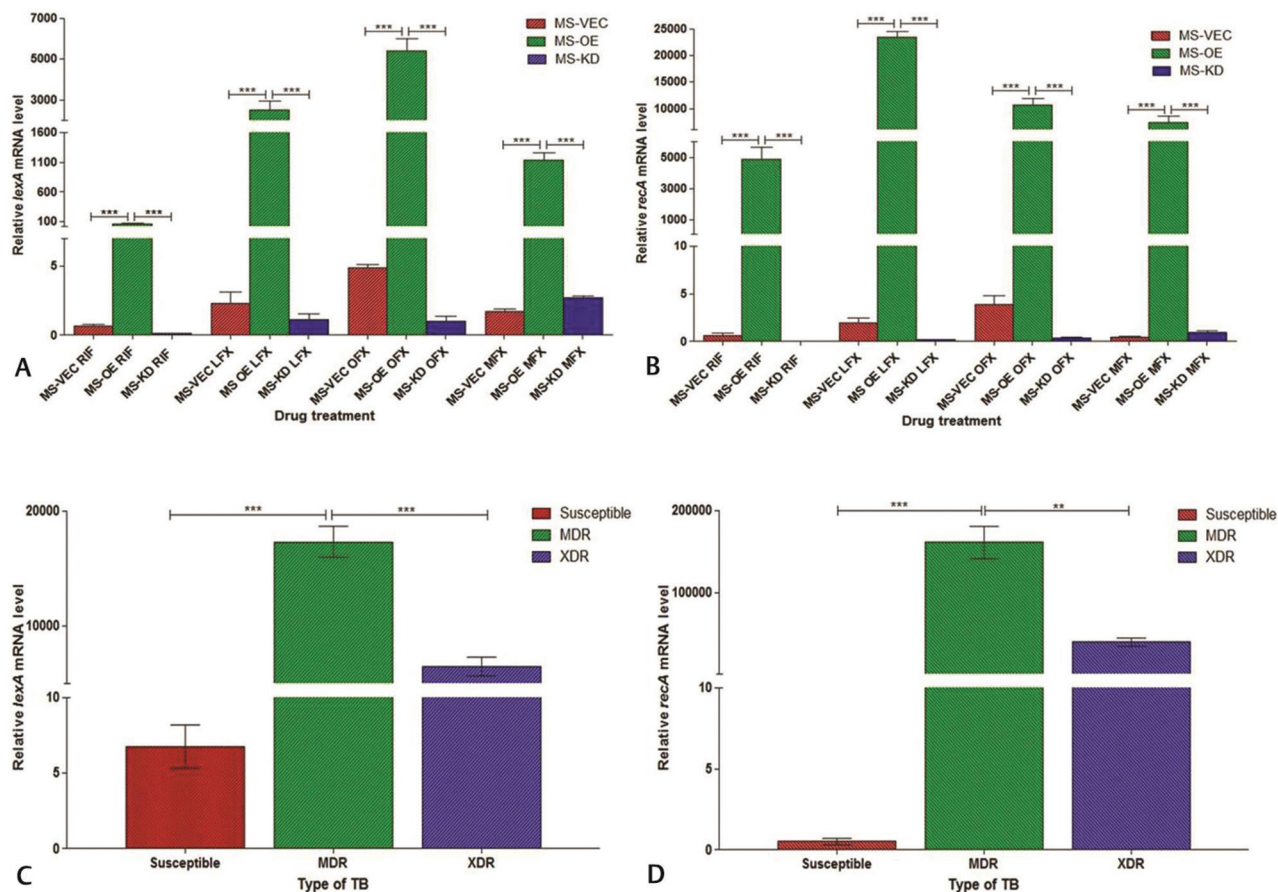 7000
5000
3000
1600
1100
600
100
5
0
Relative lexA mRNA level
MS-VEC
MS-OE
MS-KD
*** ***
*** ***
*** ***
*** ***
MS-VEC RIF
MS-OE RIF
MS-KD RIF
MS-VEC LFX
MS OE LFX
MS-KD LFX
MS-VEC OFX
MS-OE OFX
MS-KD OFX
MS-VEC MFX
MS-OE MFX
MS-KD MFX
Drug treatment
A
25000
20000
15000
10000
5000
3000
1000
10
5
0
Relative recA mRNA level
MS-VEC
MS-OE
MS-KD
*** ***
*** ***
*** ***
*** ***
MS-VEC RIF
MS-OE RIF
MS-KD RIF
MS-VEC LFX
MS OE LFX
MS-KD LFX
MS-VEC OFX
MS-OE OFX
MS-KD OFX
MS-VEC MFX
MS-OE MFX
MS-KD MFX
Drug treatment
B
20000
10000
10
5
0
Relative lexA mRNA level
Susceptible
MDR
XDR
*** ***
Susceptible
MDR
XDR
Type of TB
C
200000
100000
10
5
0
Relative recA mRNA level
Susceptible
MDR
XDR
*** **
Susceptible
MDR
XDR
Type of TB
D